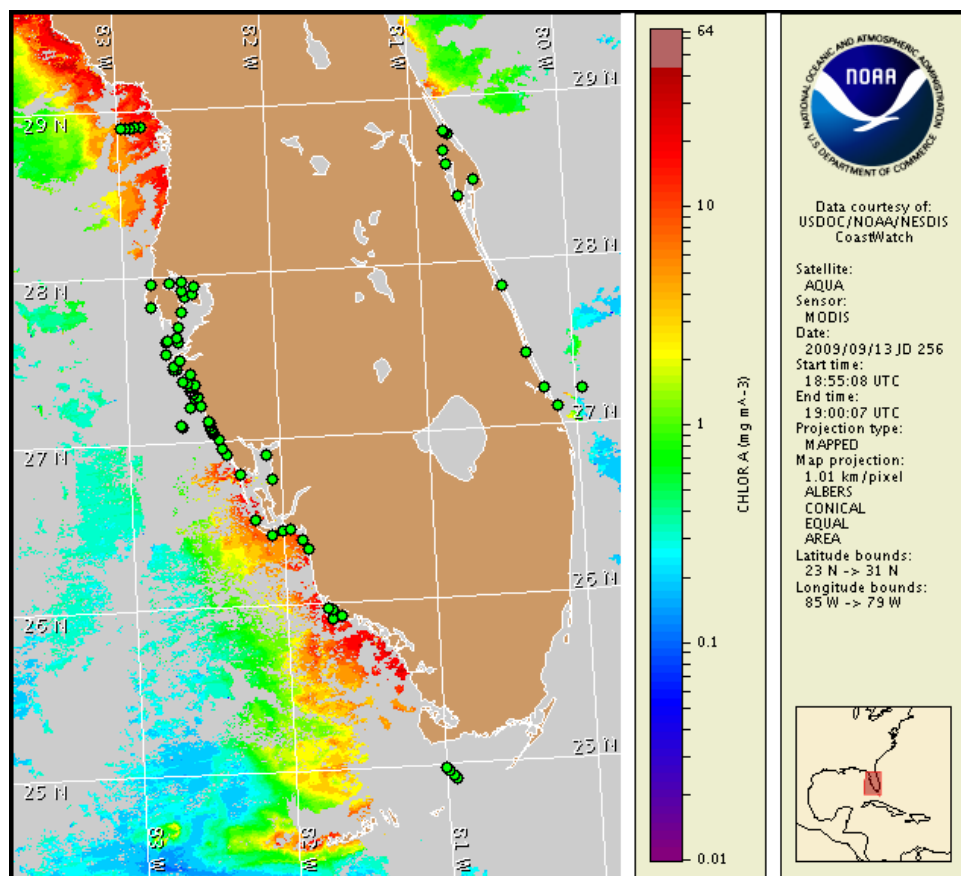 83 W
82 W
81 W
80 W
29 N
29 N
28 N
28 N
27 N
27 N
26 N
26 N
25 N
25 N
83 W
82 W
81 W
64
10
1
0.1
0.01
CHLOR A (mg m^-3)
NATIONAL OCEANIC AND ATMOSPHERIC ADMINISTRATION
NOAA
U.S. DEPARTMENT OF COMMERCE
Data courtesy of:
USDOC/NOAA/NESDIS
CoastWatch
Satellite:
AQUA
Sensor:
MODIS
Date:
2009/09/13 JD 256
Start time:
18:55:08 UTC
End time:
19:00:07 UTC
Projection type:
MAPPED
Map projection:
1.01 km/pixel
ALBERS
CONICAL
EQUAL
AREA
Latitude bounds:
23 N -> 31 N
Longitude bounds:
85 W -> 79 W